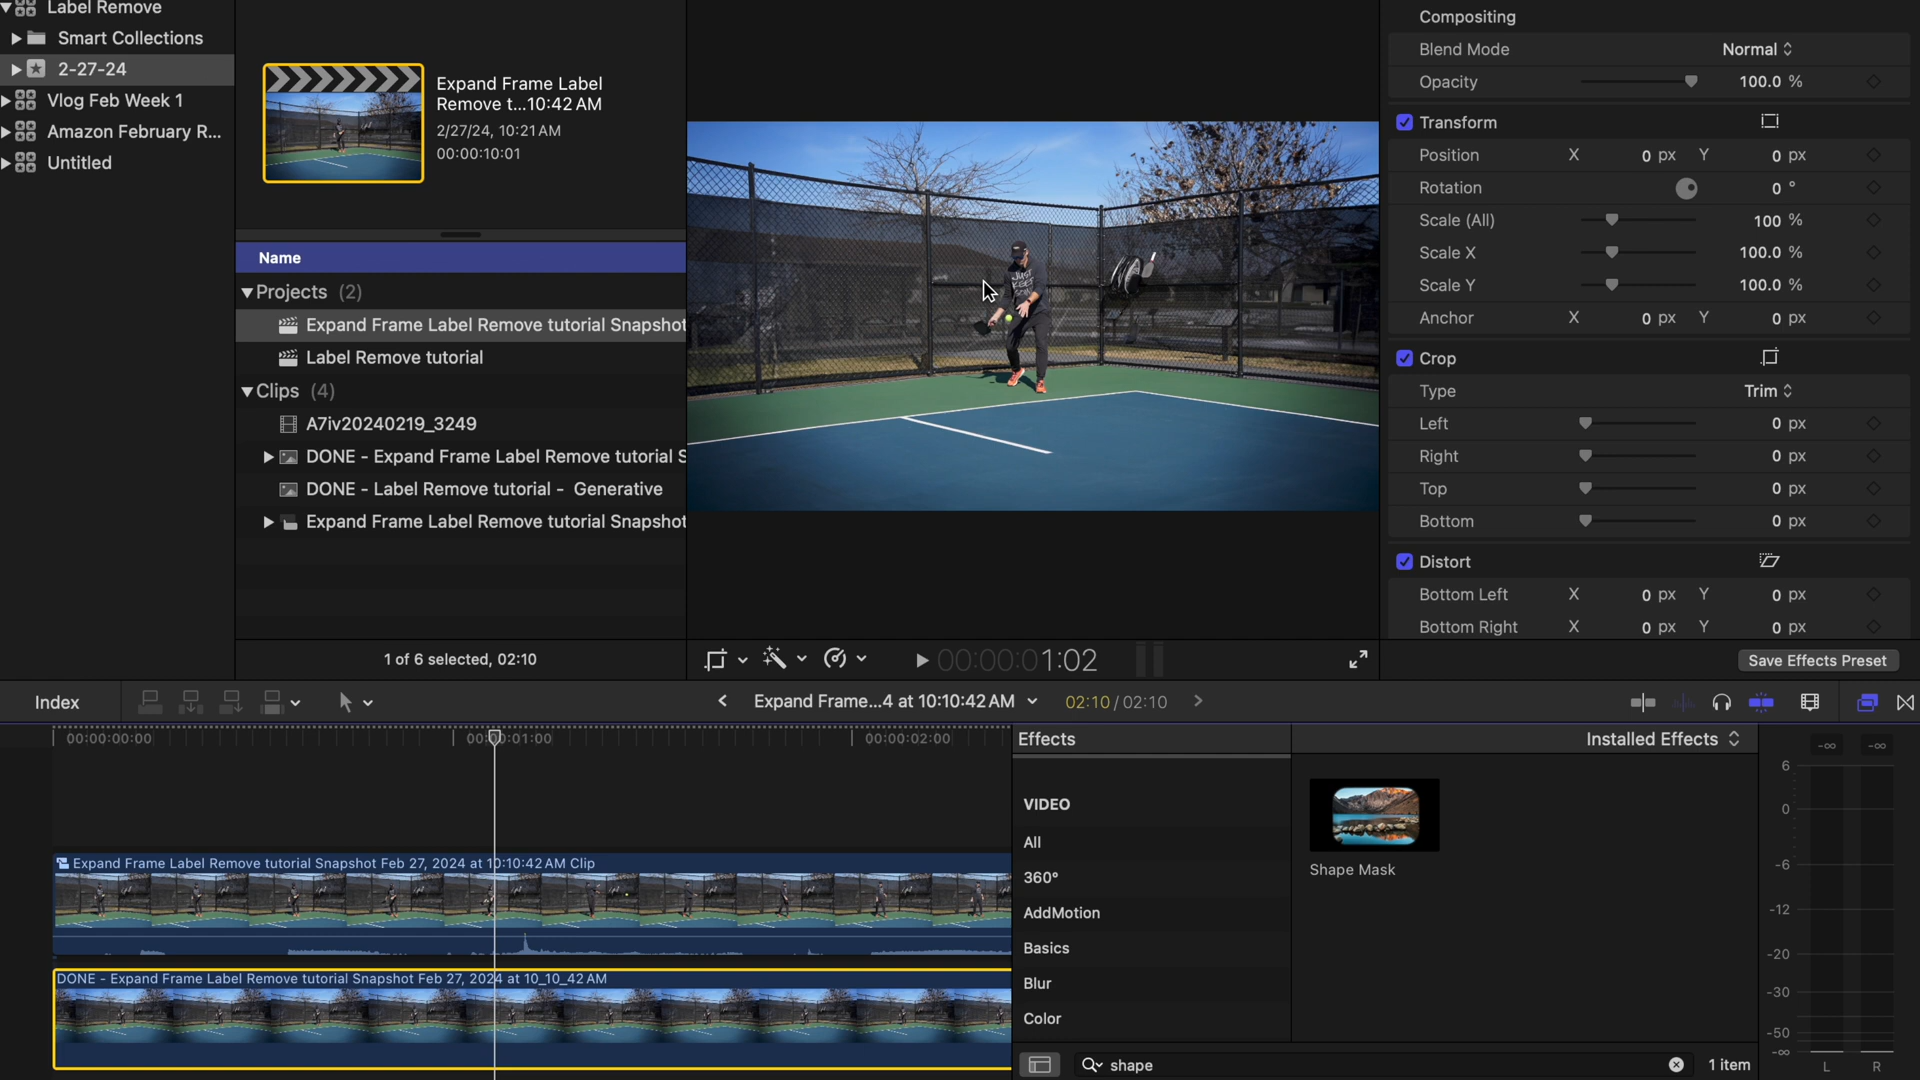 Label Remove
Smart Collections
2-27-24
Vlog Feb Week 1
Amazon February R...
Untitled
Expand Frame Label
Remove t...10:42 AM
2/27/24, 10:21 AM
00:00:10:01
Name
Projects (2)
Expand Frame Label Remove tutorial Snapshot
Label Remove tutorial
Clips (4)
A7iv20240219_3249
DONE - Expand Frame Label Remove tutorial S
DONE - Label Remove tutorial - Generative
Expand Frame Label Remove tutorial Snapshot
1 of 6 selected, 02:10
JUST
KEEP
00:00:01:02
Compositing
Blend Mode Normal
Opacity 100.0 %
Transform
Position X 0 px Y 0 px
Rotation 0 °
Scale (All) 100 %
Scale X 100.0 %
Scale Y 100.0 %
Anchor X 0 px Y 0 px
Crop
Type Trim
Left 0 px
Right 0 px
Top 0 px
Bottom 0 px
Distort
Bottom Left X 0 px Y 0 px
Bottom Right X 0 px Y 0 px
Save Effects Preset
Index
Expand Frame...4 at 10:10:42 AM 02:10 / 02:10
00:00:00:00 00:00:01:00 00:00:02:00
Expand Frame Label Remove tutorial Snapshot Feb 27, 2024 at 10:10:42 AM Clip
DONE - Expand Frame Label Remove tutorial Snapshot Feb 27, 2024 at 10_10_42 AM
Effects
Installed Effects
VIDEO
All
360°
AddMotion
Basics
Blur
Color
Shape Mask
shape
1 item
-∞ -∞
6
0
-6
-12
-20
-30
-50
-∞
L R